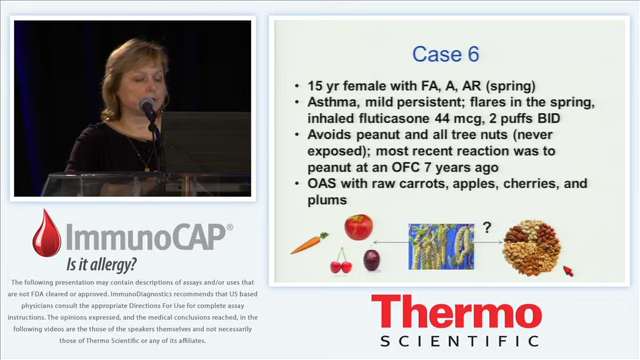 Case 6
• 15 yr female with FA, A, AR (spring)
• Asthma, mild persistent; flares in the spring,
inhaled fluticasone 44 mcg, 2 puffs BID
• Avoids peanut and all tree nuts (never
exposed); most recent reaction was to
peanut at an OFC 7 years ago
• OAS with raw carrots, apples, cherries, and
plums
?
ImmunoCAP®
Is it allergy?
The following presentation may contain descriptions of assays and/or uses that
are not FDA cleared or approved. ImmunoDiagnostics recommends that US based
physicians consult the appropriate Directions For Use for complete assay
instructions. The opinions expressed, and the medical conclusions reached, in the
following videos are the those of the speakers themselves and not necessarily
those of Thermo Scientific or any of its affiliates.
Thermo
SCIENTIFIC